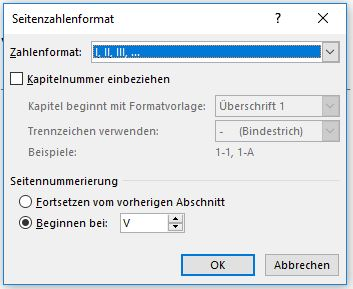 Seitenzahlenformat
Zahlenformat: I, II, III, ...
Kapitelnummer einbeziehen
Kapitel beginnt mit Formatvorlage: Überschrift 1
Trennzeichen verwenden: - (Bindestrich)
Beispiele: 1-1, 1-A
Seitennummerierung
Fortsetzen vom vorherigen Abschnitt
Beginnen bei: V
OK Abbrechen